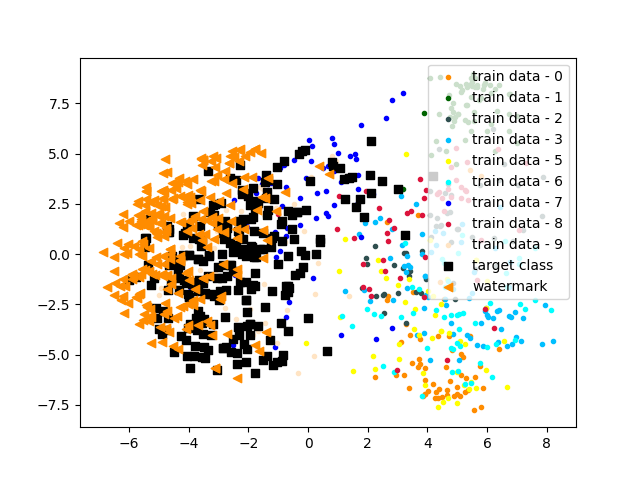 7.5
5.0
2.5
0.0
−2.5
−5.0
−7.5
−6
−4
−2
0
2
4
6
8
train data - 0
train data - 1
train data - 2
train data - 3
train data - 5
train data - 6
train data - 7
train data - 8
train data - 9
target class
watermark